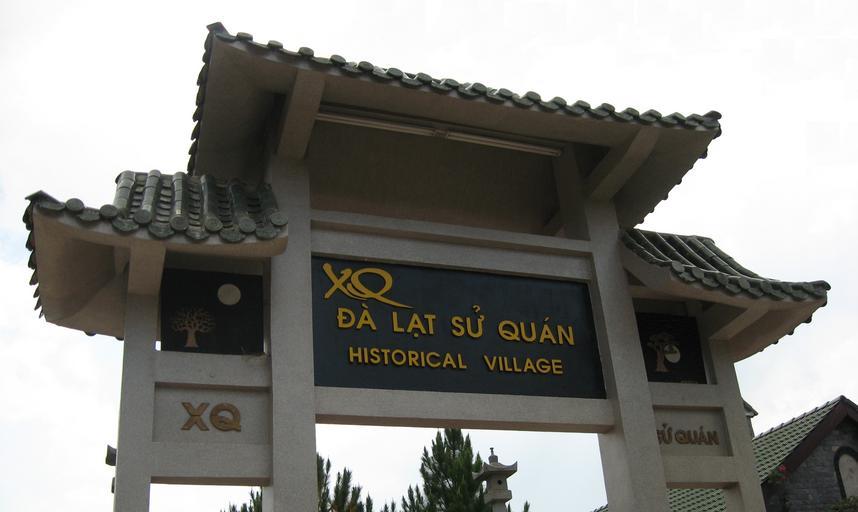 XQ
ĐÀ LẠT SỬ QUÁN
HISTORICAL VILLAGE
XQ
SỬ QUÁN